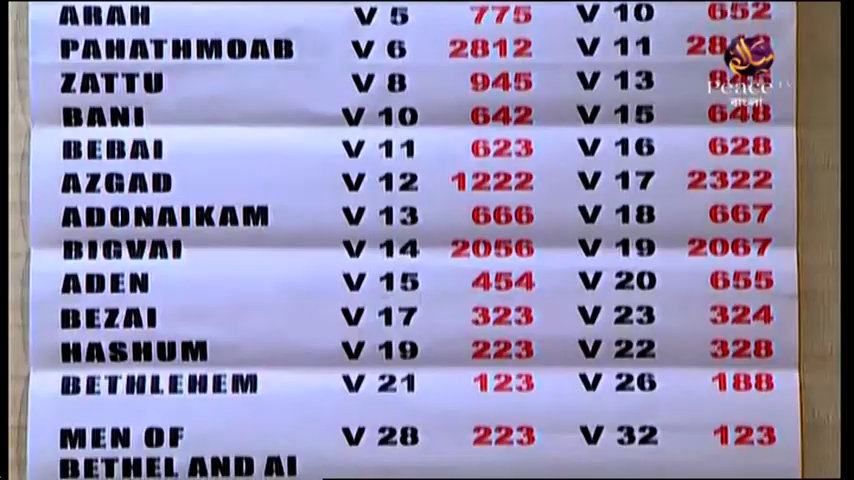 ARAH V 5 775 V 10 652
PAHATHMOAB V 6 2812 V 11
ZATTU V 8 945 V 13
Peace TV
BANI V 10 642 V 15 648
বাংলা
BEBAI V 11 623 V 16 628
AZGAD V 12 1222 V 17 2322
ADONAIKAM V 13 666 V 18 667
BIGVAI V 14 2056 V 19 2067
ADEN V 15 454 V 20 655
BEZAI V 17 323 V 23 324
HASHUM V 19 223 V 22 328
BETHLEHEM V 21 123 V 26 188
MEN OF V 28 223 V 32 123
BETHEL AND AI